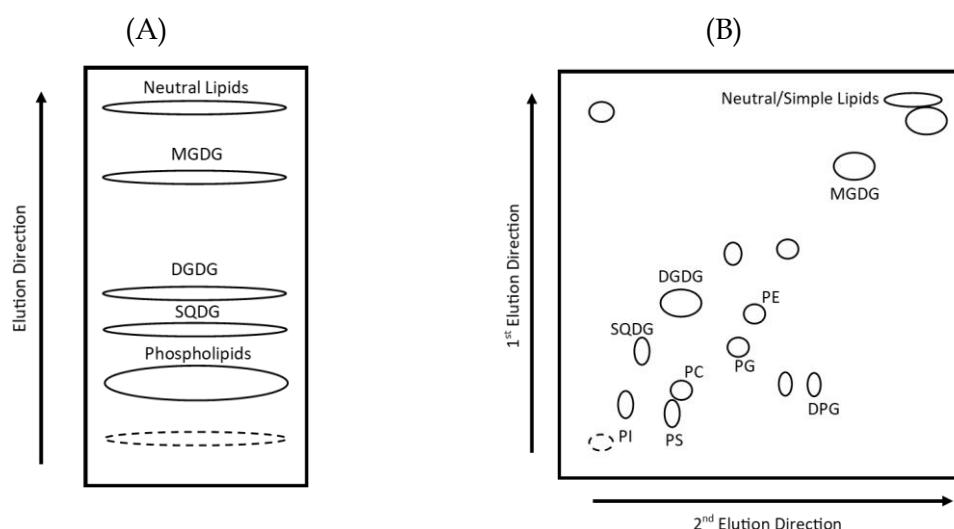 (A)
Elution Direction
Neutral Lipids
MGDG
DGDG
SQDG
Phospholipids
(B)
1st Elution Direction
Neutral/Simple Lipids
MGDG
DGDG
PE
SQDG
PG
PC
DPG
PI
PS
2nd Elution Direction